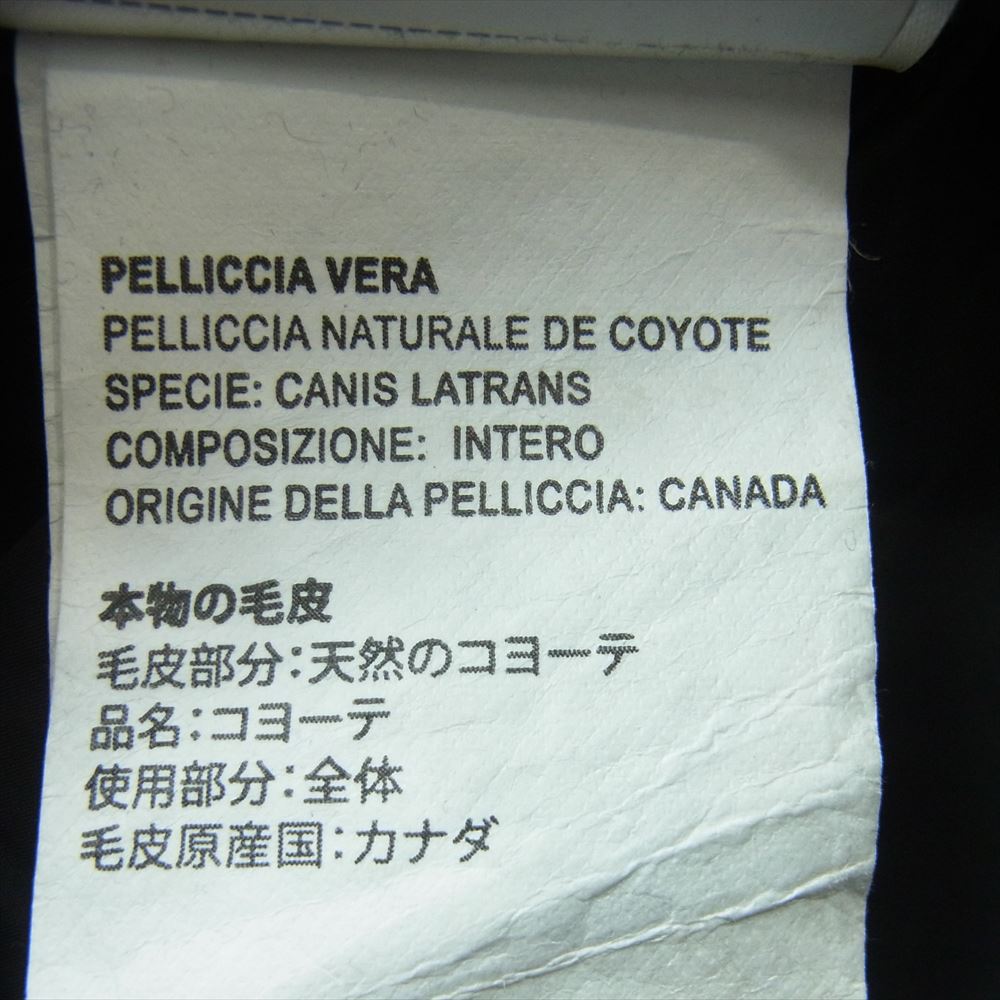 PELLICCIA VERA
PELLICCIA NATURALE DE COYOTE
SPECIE: CANIS LATRANS
COMPOSIZIONE: INTERO
ORIGINE DELLA PELLICCIA: CANADA
本物の毛皮
毛皮部分:天然のコヨーテ
品名:コヨーテ
使用部分:全体
毛皮原産国:カナダ